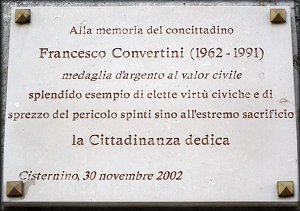 Alla memoria del concittadino
Francesco Convertini (1962-1991)
medaglia d'argento al valor civile
splendido esempio di elette virtù civiche e di
sprezzo del pericolo spinti sino all'estremo sacrificio
la Cittadinanza dedica
Cisternino, 30 novembre 2002